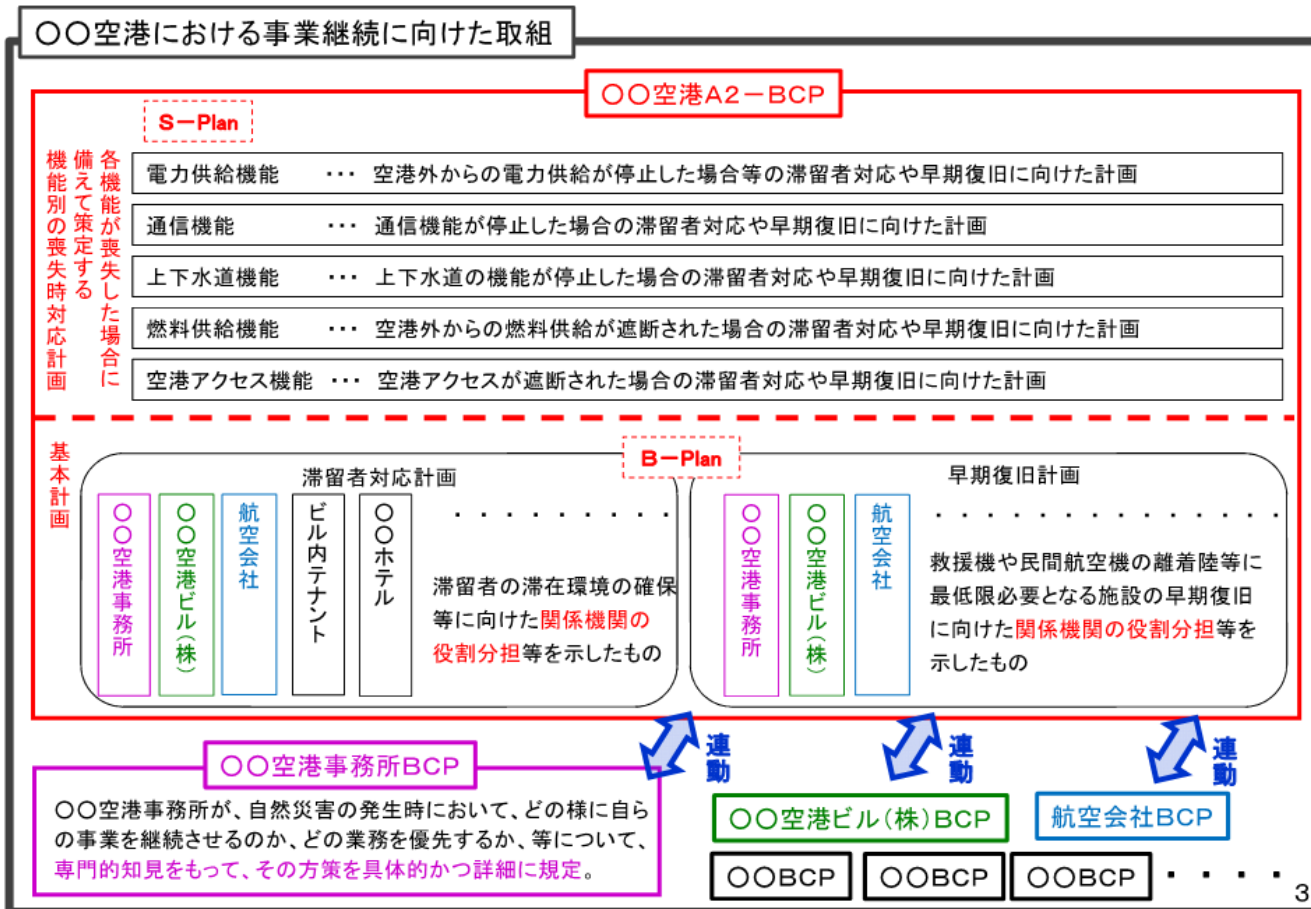 〇〇空港における事業継続に向けた取組
〇〇空港A2-BCP
S-Plan
各機能が喪失した場合に
備えて策定する
機能別の喪失時対応計画
電力供給機能 ・・・ 空港外からの電力供給が停止した場合等の滞留者対応や早期復旧に向けた計画
通信機能 ・・・ 通信機能が停止した場合の滞留者対応や早期復旧に向けた計画
上下水道機能 ・・・ 上下水道の機能が停止した場合の滞留者対応や早期復旧に向けた計画
燃料供給機能 ・・・ 空港外からの燃料供給が遮断された場合の滞留者対応や早期復旧に向けた計画
空港アクセス機能 ・・・ 空港アクセスが遮断された場合の滞留者対応や早期復旧に向けた計画
基本計画
B-Plan
滞留者対応計画
〇〇空港事務所
〇〇空港ビル(株)
航空会社
ビル内テナント
〇〇ホテル
・・・・・・・・・
滞留者の滞在環境の確保
等に向けた関係機関の
役割分担等を示したもの
早期復旧計画
〇〇空港事務所
〇〇空港ビル(株)
航空会社
・・・・・・・・・・・・・・
救援機や民間航空機の離着陸等に
最低限必要となる施設の早期復旧
に向けた関係機関の役割分担等を
示したもの
連動
連動
連動
〇〇空港事務所BCP
〇〇空港事務所が、自然災害の発生時において、どの様に自ら
の事業を継続させるのか、どの業務を優先するか、等について、
専門的知見をもって、その方策を具体的かつ詳細に規定。
〇〇空港ビル(株)BCP
航空会社BCP
〇〇BCP
〇〇BCP
〇〇BCP
・・・・
3